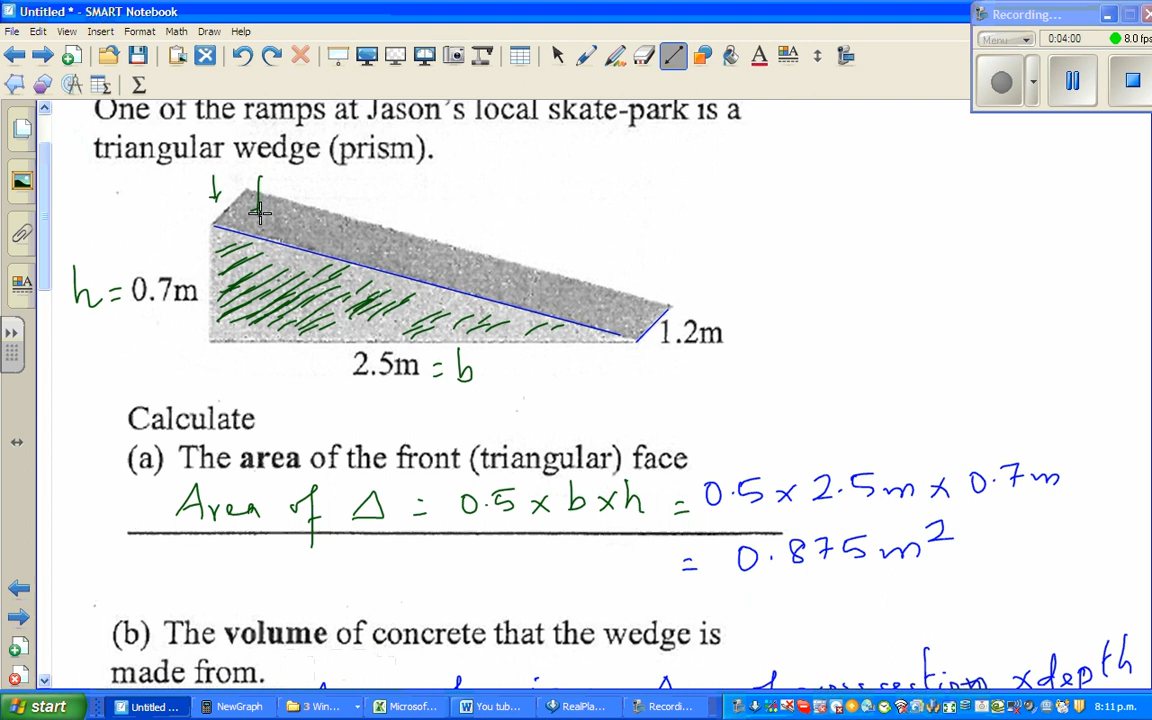 Untitled * - SMART Notebook
Recording...
File Edit View Insert Format Math Draw Help
Menu 0:04:00 8.0 fps
One of the ramps at Jason's local skate-park is a
triangular wedge (prism).
h = 0.7m
1.2m
2.5m = b
Calculate
(a) The area of the front (triangular) face
Area of Δ = 0.5 × b × h = 0.5 × 2.5m × 0.7m
= 0.875 m²
(b) The volume of concrete that the wedge is
made from.
x depth
start Untitled ... NewGraph 3 Win... Microsof... You tub... RealPla... Recordi... 8:11 p.m.